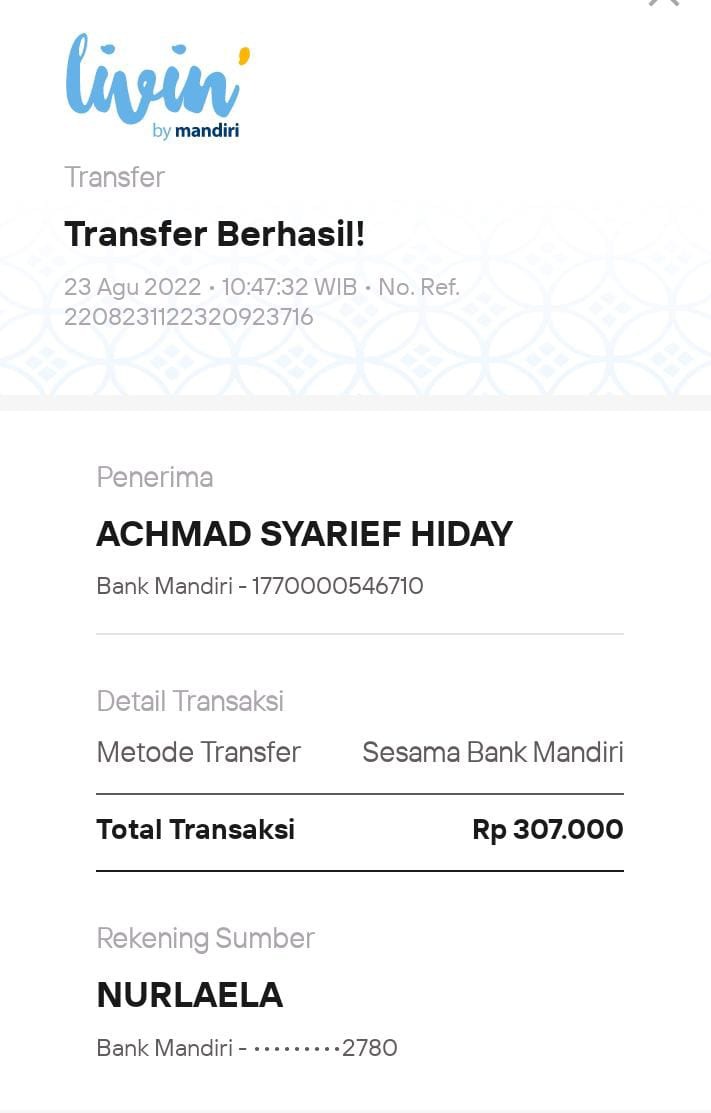 livin'
by mandiri
Transfer
Transfer Berhasil!
23 Agu 2022 • 10:47:32 WIB • No. Ref.
2208231122320923716
Penerima
ACHMAD SYARIEF HIDAY
Bank Mandiri - 1770000546710
Detail Transaksi
Metode Transfer Sesama Bank Mandiri
Total Transaksi Rp 307.000
Rekening Sumber
NURLAELA
Bank Mandiri - •••••••••2780